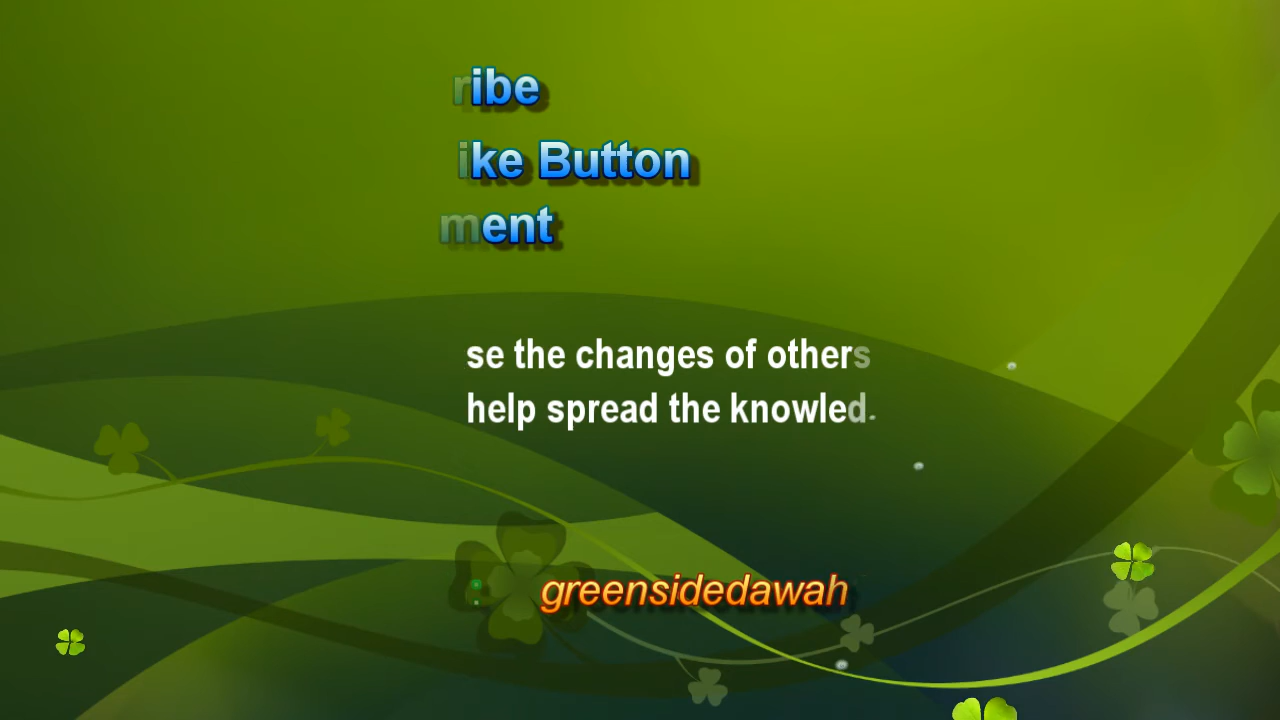 ribe
ike Button
ment
se the changes of others
help spread the knowled
: greensidedawah